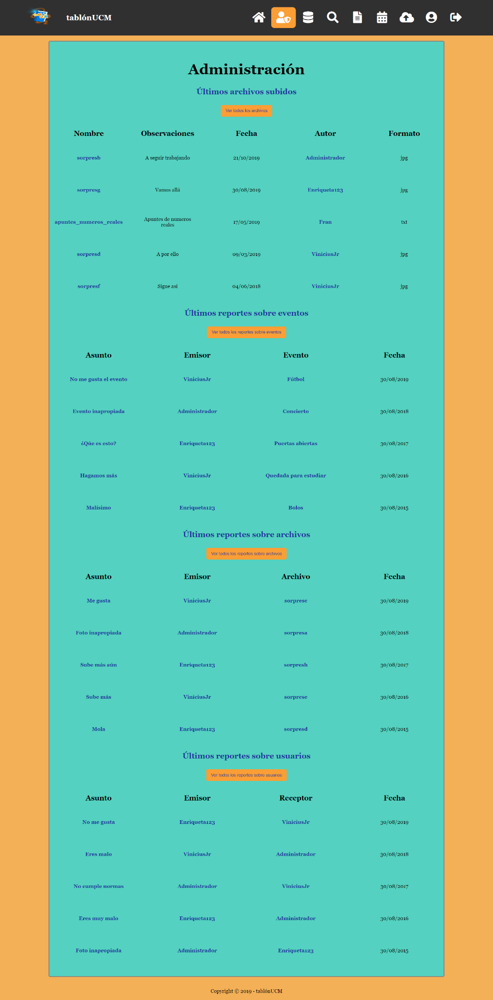 tablónUCM
Administración
Últimos archivos subidos
Ver todos los archivos
Nombre Observaciones Fecha Autor Formato
sorpresb A seguir trabajando 21/10/2019 Administrador jpg
sorpresg Vamos allá 30/08/2019 Enriqueta123 jpg
apuntes_numeros_reales Apuntes de numeros reales 17/05/2019 Fran txt
sorpresd A por ello 09/03/2019 ViniciusJr jpg
sorpresf Sigue así 04/06/2018 ViniciusJr jpg
Últimos reportes sobre eventos
Ver todos los reportes sobre eventos
Asunto Emisor Evento Fecha
No me gusta el evento ViniciusJr Fútbol 30/08/2019
Evento inapropiada Administrador Concierto 30/08/2018
¿Qúe es esto? Enriqueta123 Puertas abiertas 30/08/2017
Hagamos más ViniciusJr Quedada para estudiar 30/08/2016
Malísimo Enriqueta123 Bolos 30/08/2015
Últimos reportes sobre archivos
Ver todos los reportes sobre archivos
Asunto Emisor Archivo Fecha
Me gusta ViniciusJr sorpresc 30/08/2019
Foto inapropiada Administrador sorpresa 30/08/2018
Sube más aún Enriqueta123 sorpresh 30/08/2017
Sube más ViniciusJr sorprese 30/08/2016
Mola Enriqueta123 sorpresd 30/08/2015
Últimos reportes sobre usuarios
Ver todos los reportes sobre usuarios
Asunto Emisor Receptor Fecha
No me gusta Enriqueta123 ViniciusJr 30/08/2019
Eres malo ViniciusJr Administrador 30/08/2018
No cumple normas Administrador ViniciusJr 30/08/2017
Eres muy malo Enriqueta123 Administrador 30/08/2016
Foto inapropiada Administrador Enriqueta123 30/08/2015
Copyright © 2019 - tablónUCM